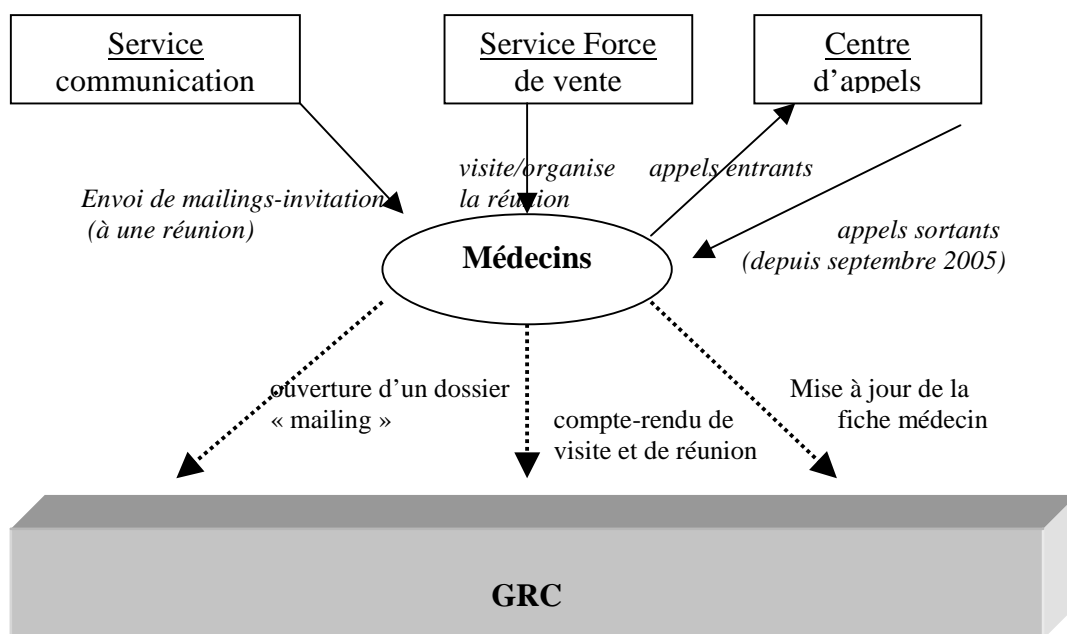 Service
communication
Service Force
de vente
Centre
d'appels
Envoi de mailings-invitation
(à une réunion)
visite/organise
la réunion
appels entrants
appels sortants
(depuis septembre 2005)
Médecins
ouverture d'un dossier
« mailing »
compte-rendu de
visite et de réunion
Mise à jour de la
fiche médecin
GRC